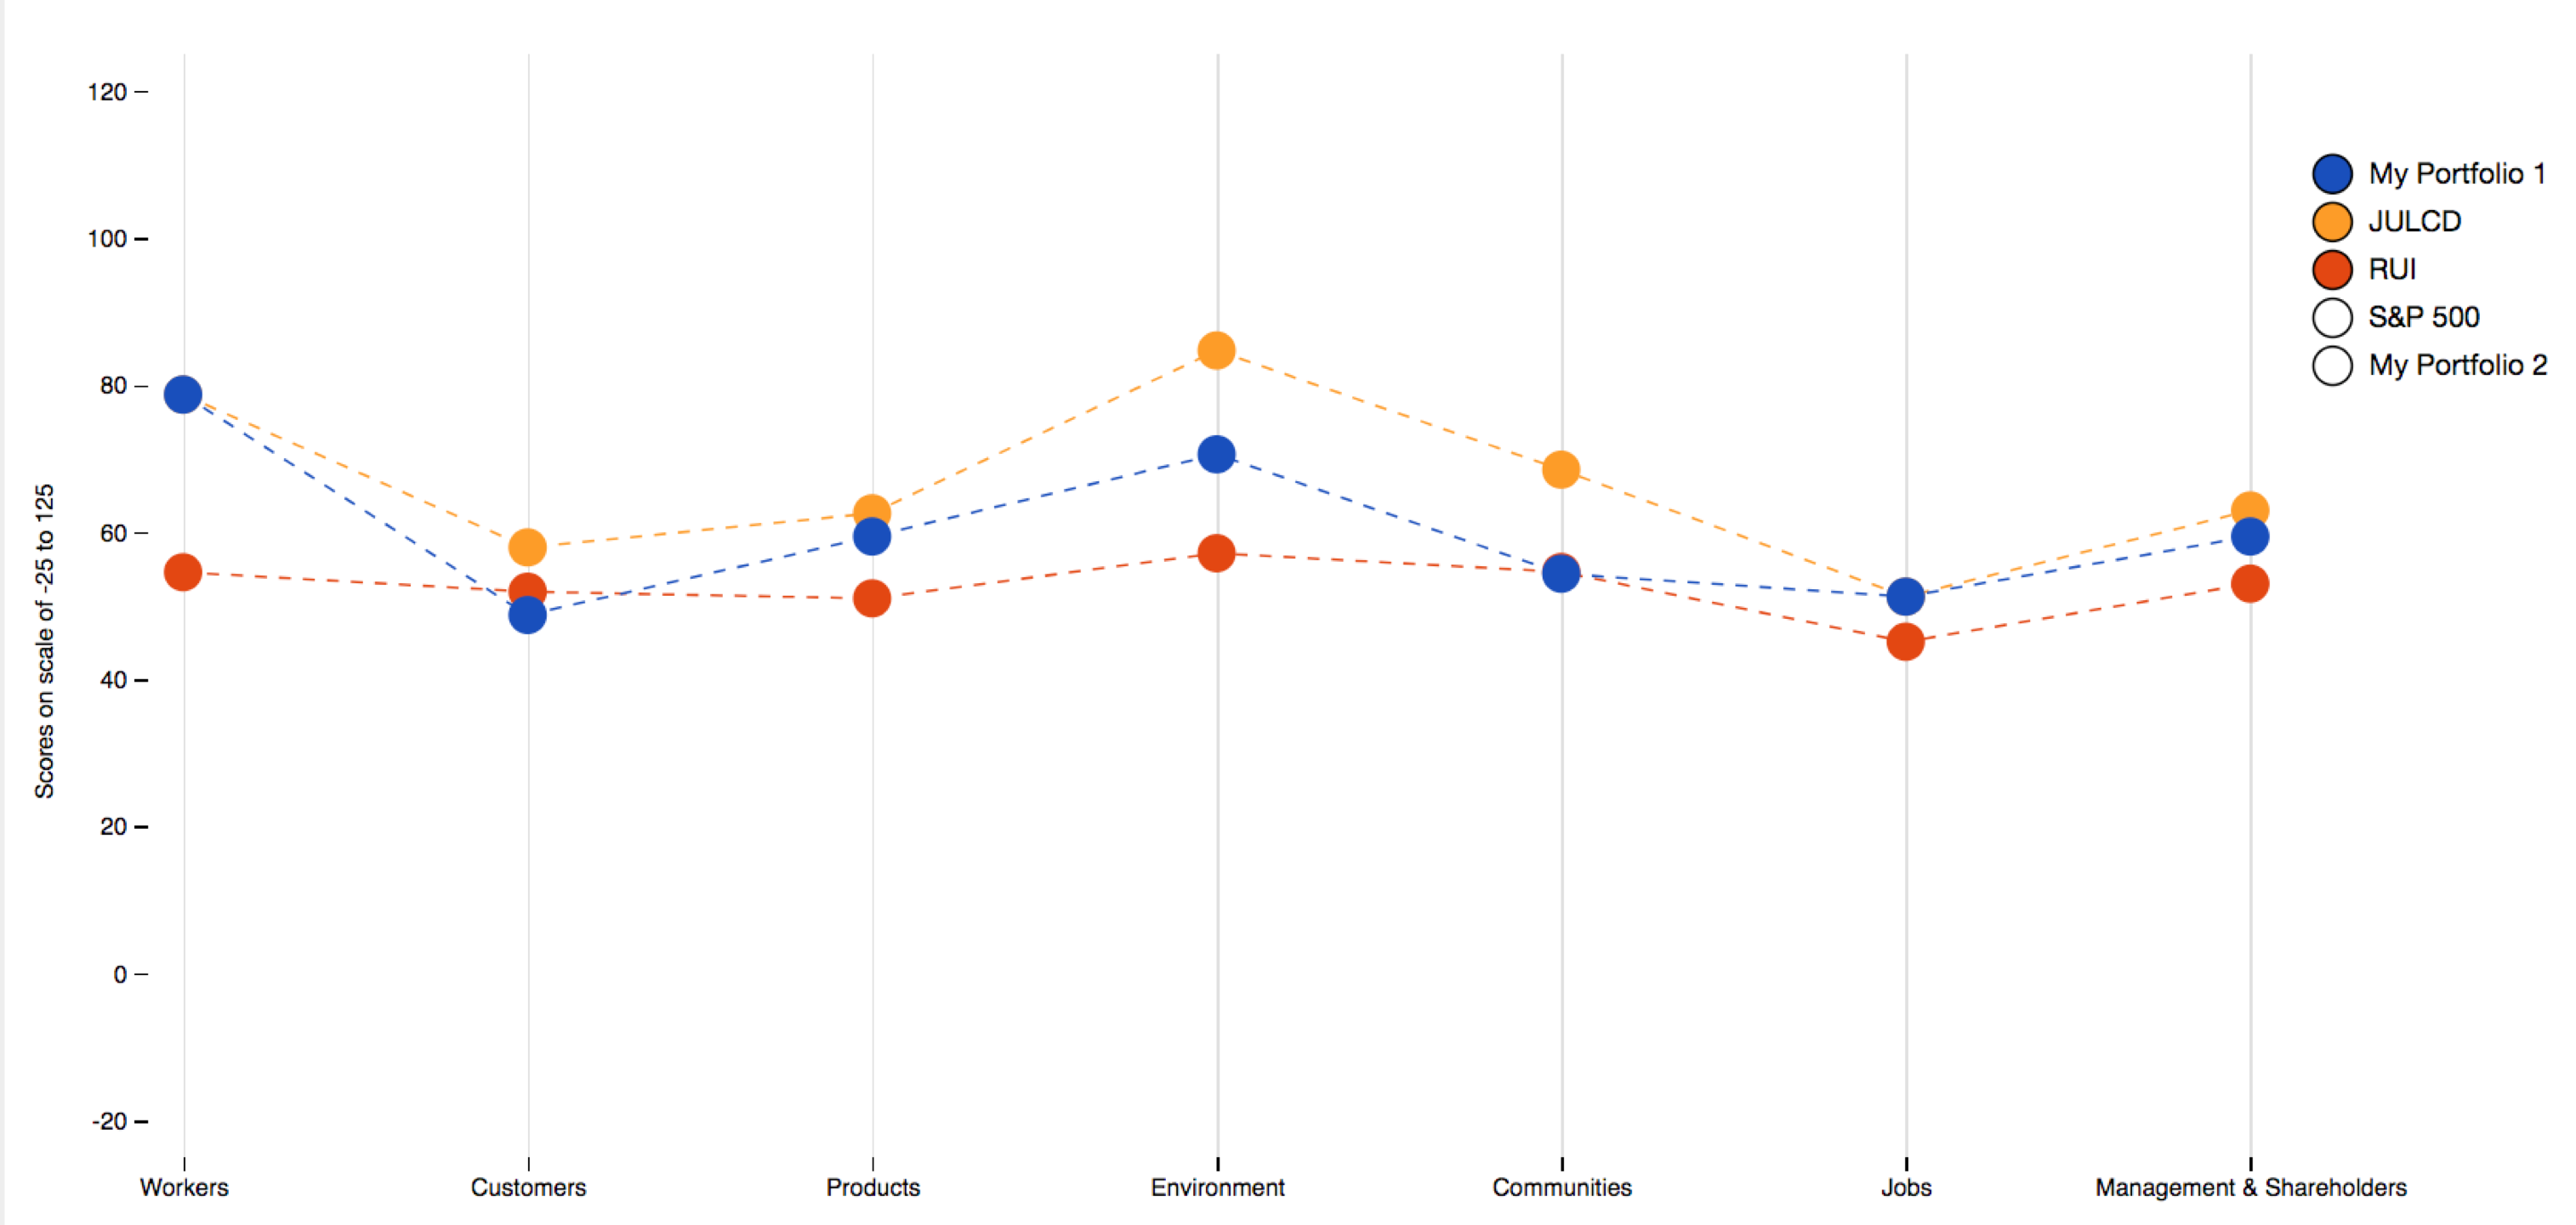 120
100
80
60
40
20
0
-20
Scores on scale of -25 to 125
Workers
Customers
Products
Environment
Communities
Jobs
Management & Shareholders
My Portfolio 1
JULCD
RUI
S&P 500
My Portfolio 2